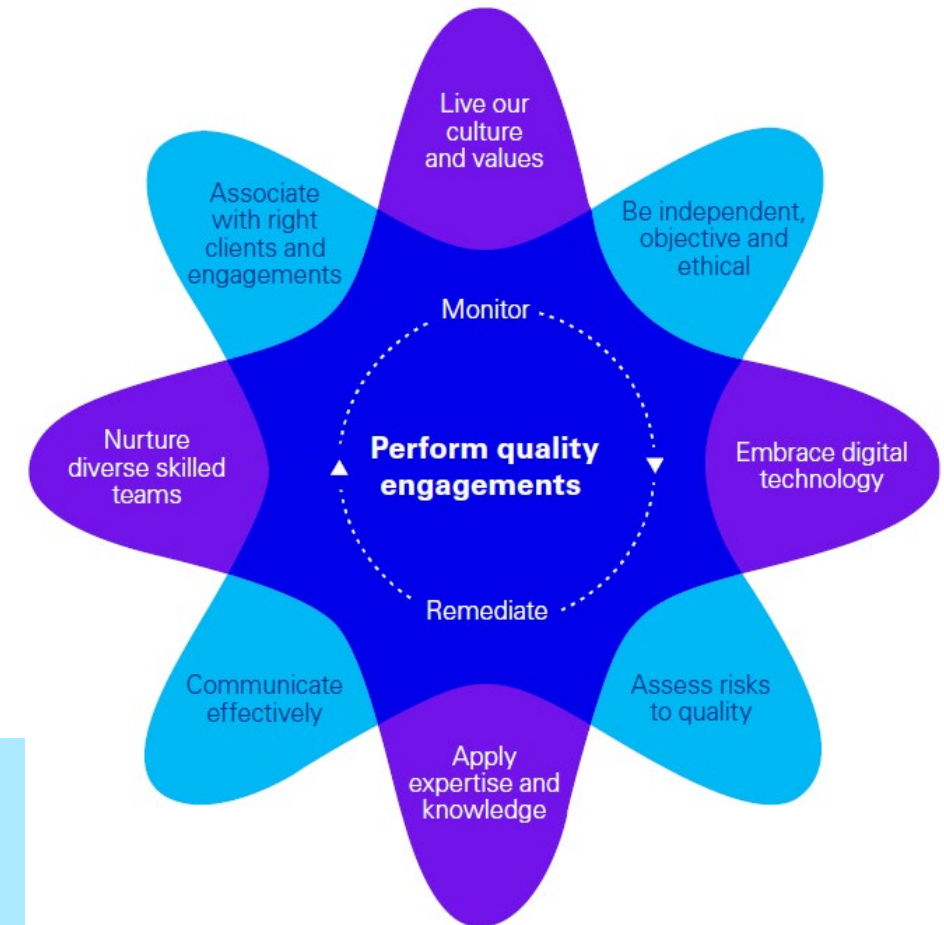 Live our
culture
and values
Associate
with right
clients and
engagements
Be independent,
objective and
ethical
Monitor
Nurture
diverse skilled
teams
Perform quality
engagements
Embrace digital
technology
Remediate
Communicate
effectively
Assess risks
to quality
Apply
expertise and
knowledge